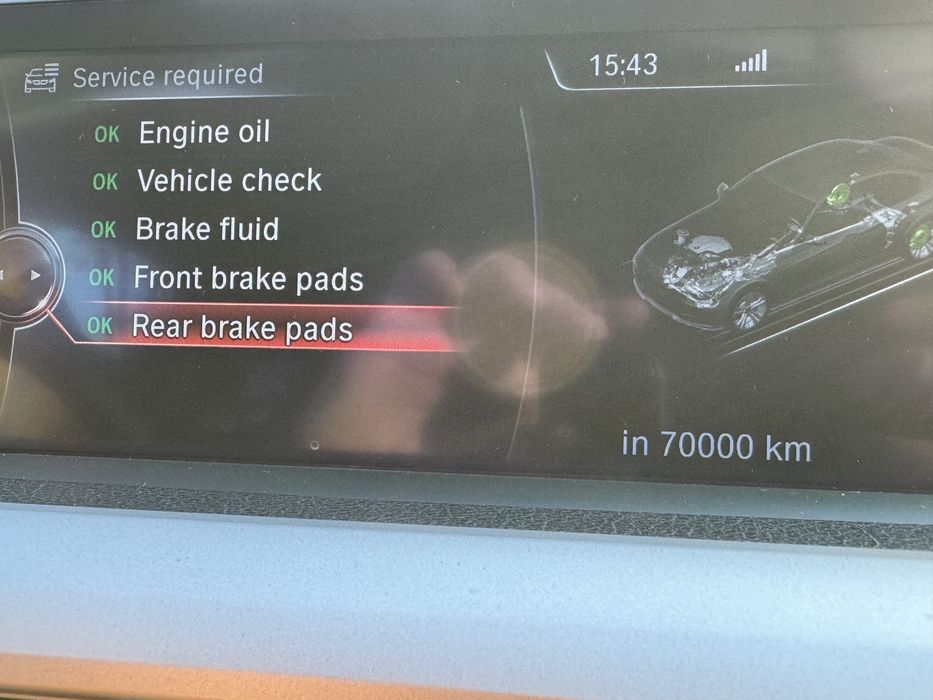 Service required
15:43
OK Engine oil
OK Vehicle check
OK Brake fluid
OK Front brake pads
OK Rear brake pads
in 70000 km